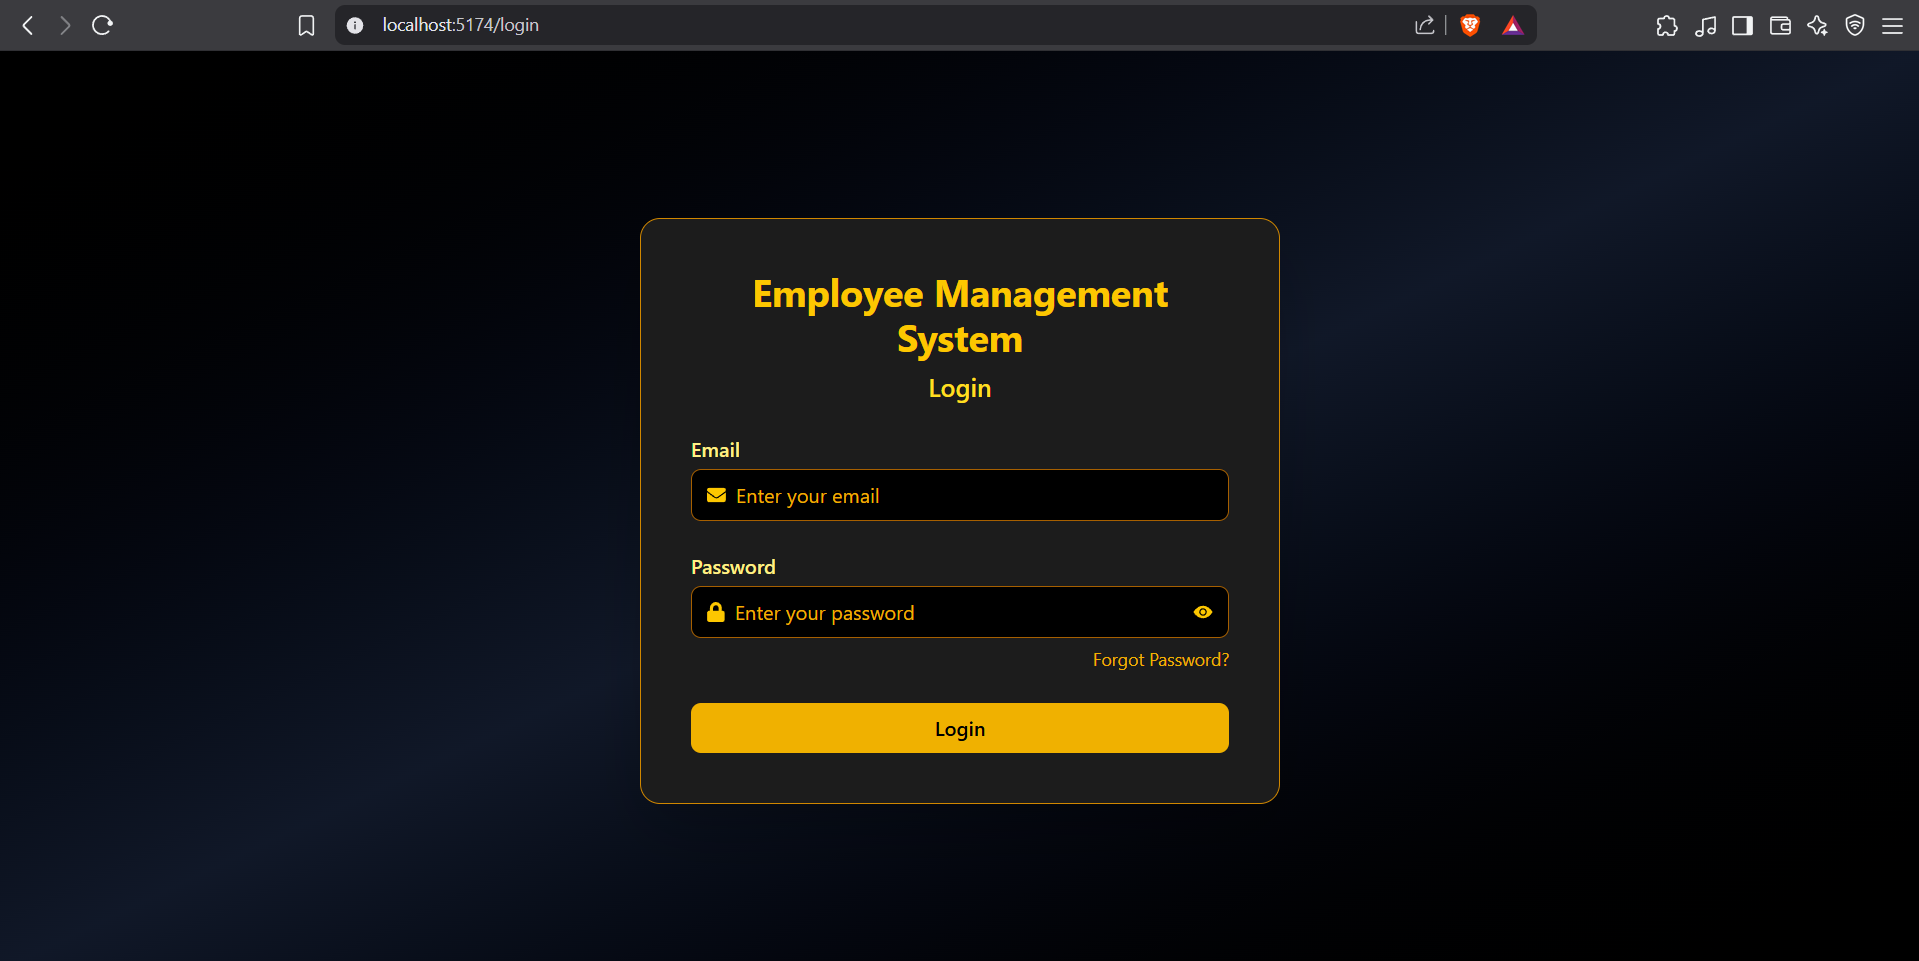 localhost:5174/login
Employee Management
System
Login
Email
Enter your email
Password
Enter your password
Forgot Password?
Login